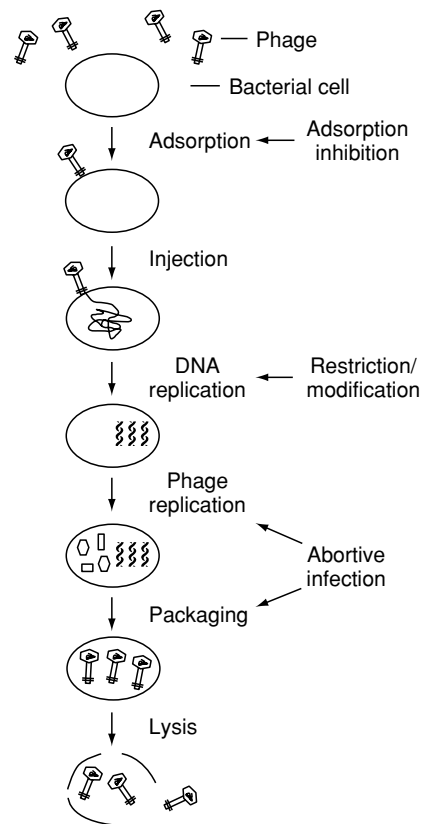 Phage
Bacterial cell
Adsorption
Adsorption
inhibition
Injection
DNA
replication
Restriction/
modification
Phage
replication
Abortive
infection
Packaging
Lysis